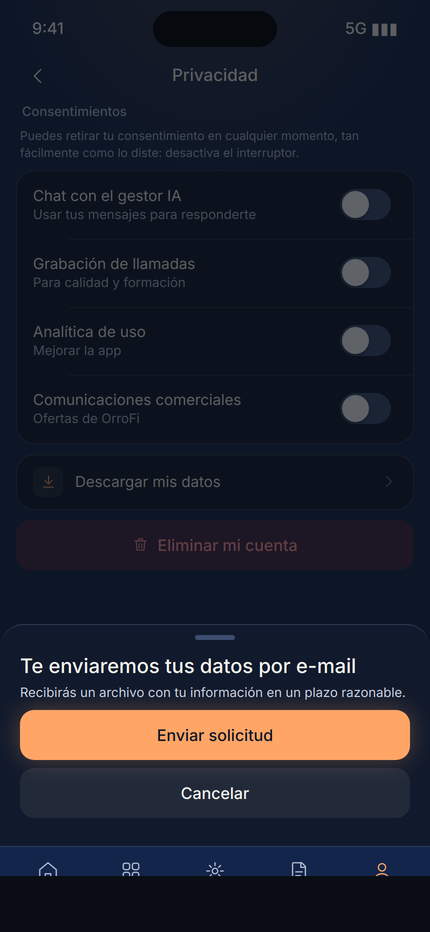 9:41
5G
Privacidad
Consentimientos
Puedes retirar tu consentimiento en cualquier momento, tan
fácilmente como lo diste: desactiva el interruptor.
Chat con el gestor IA
Usar tus mensajes para responderte
Grabación de llamadas
Para calidad y formación
Analítica de uso
Mejorar la app
Comunicaciones comerciales
Ofertas de OrroFi
Descargar mis datos
Eliminar mi cuenta
Te enviaremos tus datos por e-mail
Recibirás un archivo con tu información en un plazo razonable.
Enviar solicitud
Cancelar